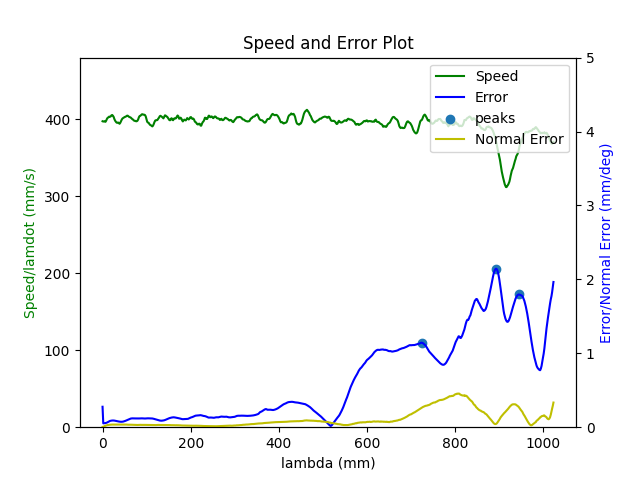 Speed and Error Plot
Speed
Error
peaks
Normal Error
Speed/lamdot (mm/s)
400
300
200
100
0
5
4
3
2
1
0
Error/Normal Error (mm/deg)
0 200 400 600 800 1000
lambda (mm)